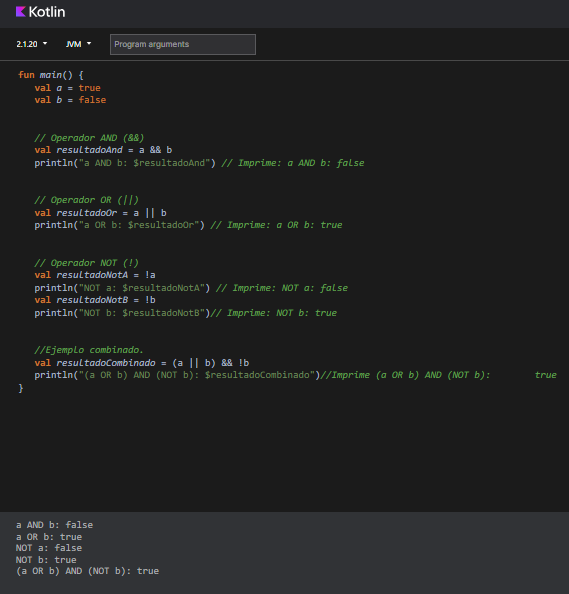 Kotlin
2.1.20 JVM Program arguments
fun main() {
val a = true
val b = false
// Operador AND (&&)
val resultadoAnd = a && b
println("a AND b: $resultadoAnd") // Imprime: a AND b: false
// Operador OR (||)
val resultadoOr = a || b
println("a OR b: $resultadoOr") // Imprime: a OR b: true
// Operador NOT (!)
val resultadoNotA = !a
println("NOT a: $resultadoNotA") // Imprime: NOT a: false
val resultadoNotB = !b
println("NOT b: $resultadoNotB")// Imprime: NOT b: true
//Ejemplo combinado.
val resultadoCombinado = (a || b) && !b
println("(a OR b) AND (NOT b): $resultadoCombinado")//Imprime (a OR b) AND (NOT b): true
}
a AND b: false
a OR b: true
NOT a: false
NOT b: true
(a OR b) AND (NOT b): true